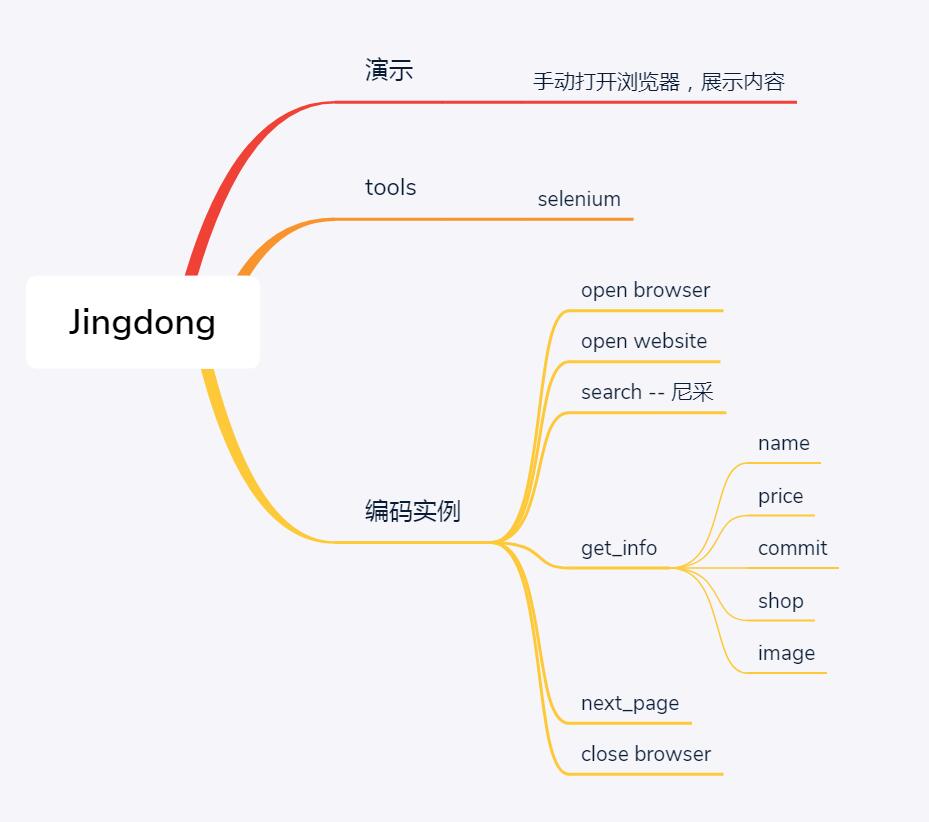 Jingdong
演示
手动打开浏览器，展示内容
tools
selenium
编码实例
open browser
open website
search -- 尼采
get_info
name
price
commit
shop
image
next_page
close browser